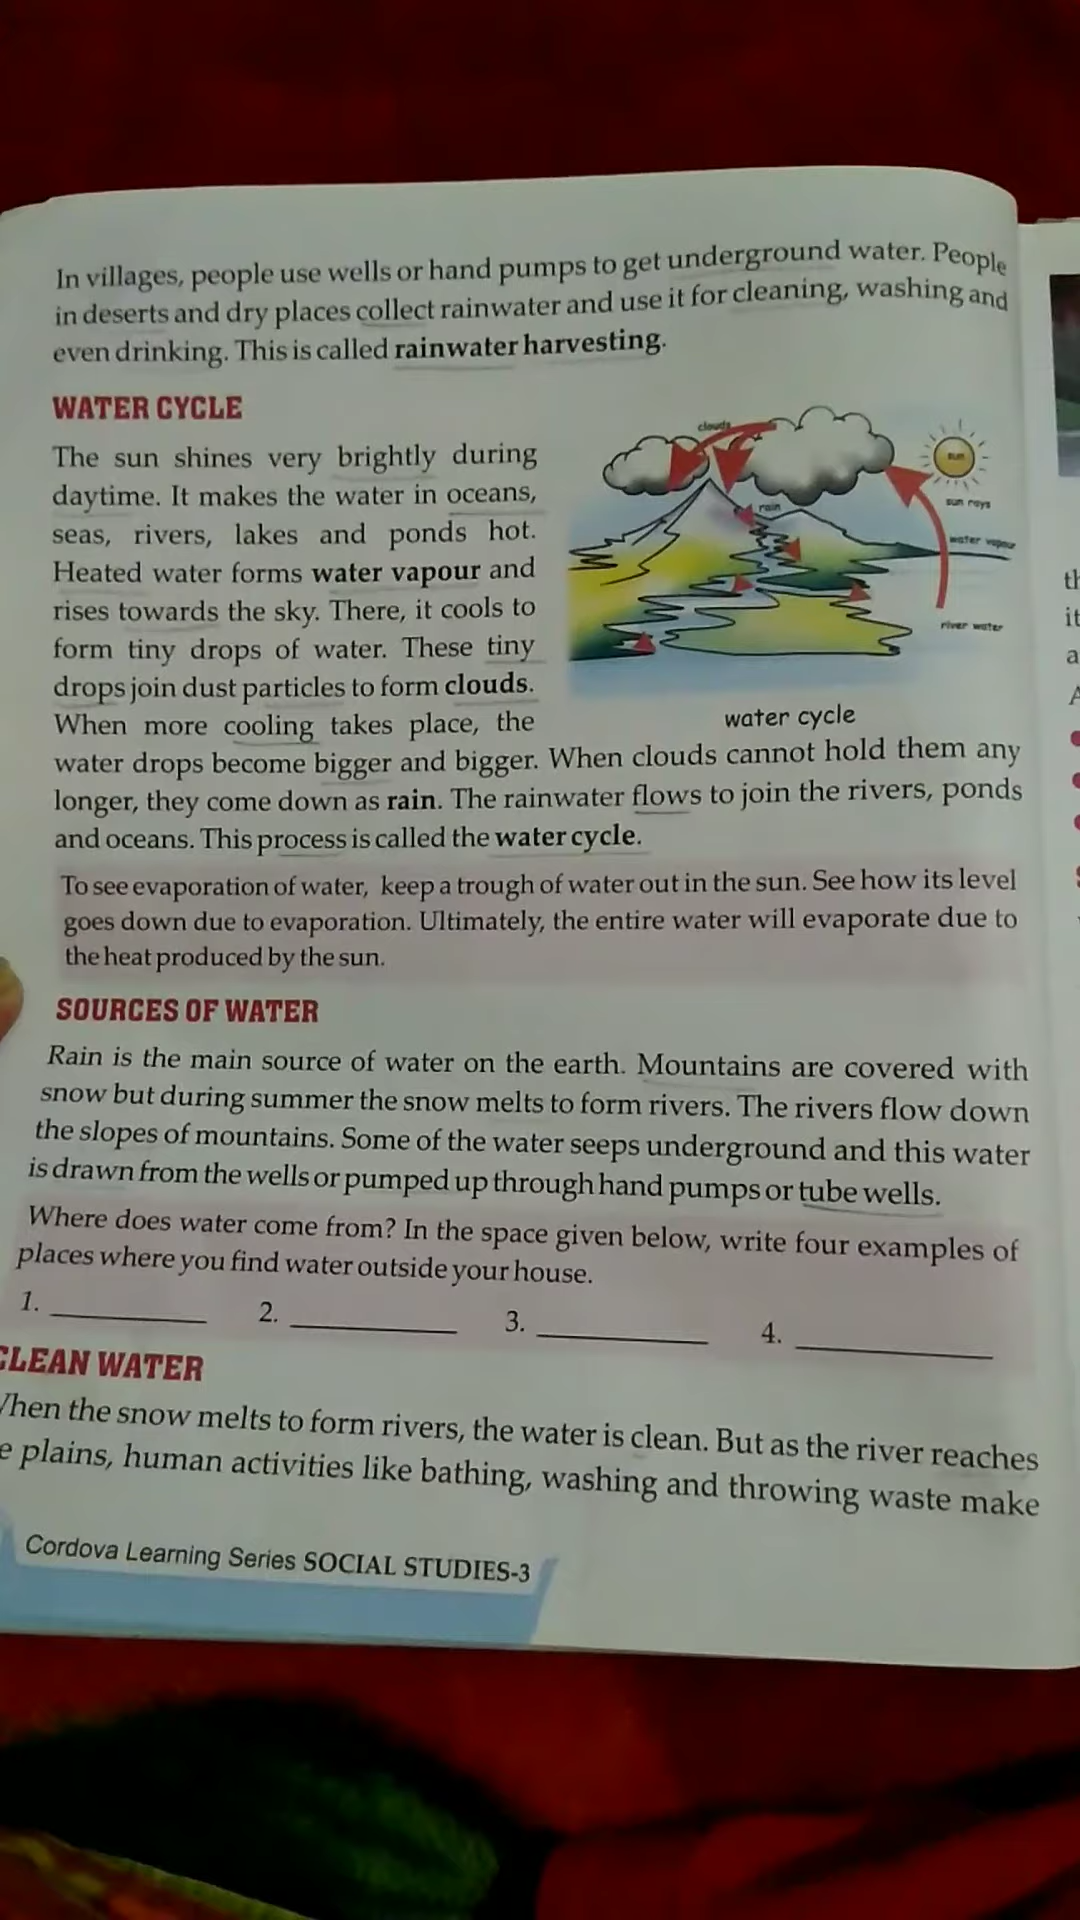 In villages, people use wells or hand pumps to get underground water. People
in deserts and dry places collect rainwater and use it for cleaning, washing and
even drinking. This is called rainwater harvesting.
WATER CYCLE
The sun shines very brightly during
daytime. It makes the water in oceans,
seas, rivers, lakes and ponds hot.
Heated water forms water vapour and
rises towards the sky. There, it cools to
form tiny drops of water. These tiny
drops join dust particles to form clouds.
When more cooling takes place, the
water drops become bigger and bigger. When clouds cannot hold them any
longer, they come down as rain. The rainwater flows to join the rivers, ponds
and oceans. This process is called the water cycle.
clouds
sun
sun rays
rain
water vapour
river water
water cycle
To see evaporation of water, keep a trough of water out in the sun. See how its level
goes down due to evaporation. Ultimately, the entire water will evaporate due to
the heat produced by the sun.
SOURCES OF WATER
Rain is the main source of water on the earth. Mountains are covered with
snow but during summer the snow melts to form rivers. The rivers flow down
the slopes of mountains. Some of the water seeps underground and this water
is drawn from the wells or pumped up through hand pumps or tube wells.
Where does water come from? In the space given below, write four examples of
places where you find water outside your house.
1. 2. 3. 4.
CLEAN WATER
When the snow melts to form rivers, the water is clean. But as the river reaches
plains, human activities like bathing, washing and throwing waste make
Cordova Learning Series SOCIAL STUDIES-3